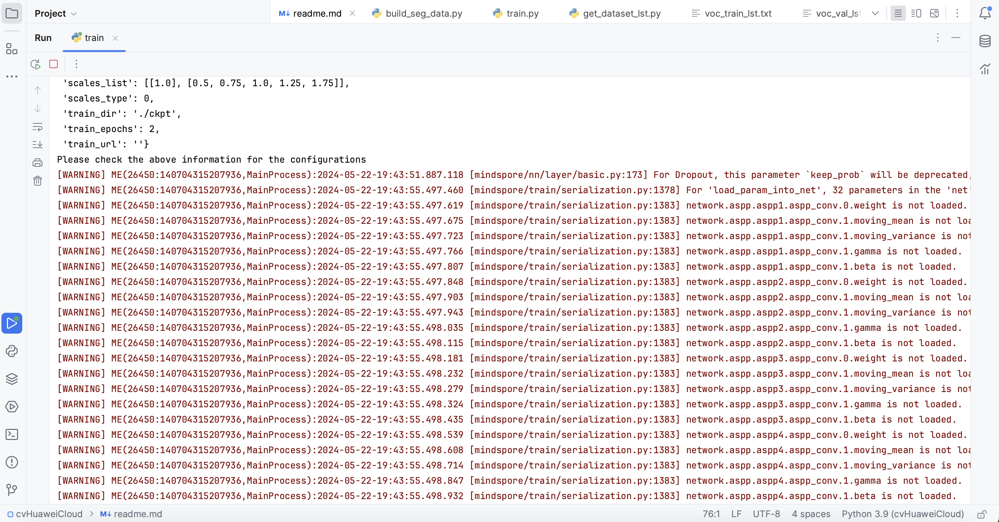 Project
readme.md
build_seg_data.py
train.py
get_dataset_lst.py
voc_train_lst.txt
voc_val_lst
Run
train
'scales_list': [[1.0], [0.5, 0.75, 1.0, 1.25, 1.75]],
'scales_type': 0,
'train_dir': './ckpt',
'train_epochs': 2,
'train_url': ''}
Please check the above information for the configurations
[WARNING] ME(26450:140704315207936,MainProcess):2024-05-22-19:43:51.887.118 [mindspore/nn/layer/basic.py:173] For Dropout, this parameter `keep_prob` will be deprecated,
[WARNING] ME(26450:140704315207936,MainProcess):2024-05-22-19:43:55.497.460 [mindspore/train/serialization.py:1378] For 'load_param_into_net', 32 parameters in the 'net'
[WARNING] ME(26450:140704315207936,MainProcess):2024-05-22-19:43:55.497.619 [mindspore/train/serialization.py:1383] network.aspp.aspp1.aspp_conv.0.weight is not loaded.
[WARNING] ME(26450:140704315207936,MainProcess):2024-05-22-19:43:55.497.675 [mindspore/train/serialization.py:1383] network.aspp.aspp1.aspp_conv.1.moving_mean is not loa
[WARNING] ME(26450:140704315207936,MainProcess):2024-05-22-19:43:55.497.723 [mindspore/train/serialization.py:1383] network.aspp.aspp1.aspp_conv.1.moving_variance is not
[WARNING] ME(26450:140704315207936,MainProcess):2024-05-22-19:43:55.497.766 [mindspore/train/serialization.py:1383] network.aspp.aspp1.aspp_conv.1.gamma is not loaded.
[WARNING] ME(26450:140704315207936,MainProcess):2024-05-22-19:43:55.497.807 [mindspore/train/serialization.py:1383] network.aspp.aspp1.aspp_conv.1.beta is not loaded.
[WARNING] ME(26450:140704315207936,MainProcess):2024-05-22-19:43:55.497.848 [mindspore/train/serialization.py:1383] network.aspp.aspp2.aspp_conv.0.weight is not loaded.
[WARNING] ME(26450:140704315207936,MainProcess):2024-05-22-19:43:55.497.903 [mindspore/train/serialization.py:1383] network.aspp.aspp2.aspp_conv.1.moving_mean is not loa
[WARNING] ME(26450:140704315207936,MainProcess):2024-05-22-19:43:55.497.943 [mindspore/train/serialization.py:1383] network.aspp.aspp2.aspp_conv.1.moving_variance is not
[WARNING] ME(26450:140704315207936,MainProcess):2024-05-22-19:43:55.498.035 [mindspore/train/serialization.py:1383] network.aspp.aspp2.aspp_conv.1.gamma is not loaded.
[WARNING] ME(26450:140704315207936,MainProcess):2024-05-22-19:43:55.498.115 [mindspore/train/serialization.py:1383] network.aspp.aspp2.aspp_conv.1.beta is not loaded.
[WARNING] ME(26450:140704315207936,MainProcess):2024-05-22-19:43:55.498.181 [mindspore/train/serialization.py:1383] network.aspp.aspp3.aspp_conv.0.weight is not loaded.
[WARNING] ME(26450:140704315207936,MainProcess):2024-05-22-19:43:55.498.232 [mindspore/train/serialization.py:1383] network.aspp.aspp3.aspp_conv.1.moving_mean is not loa
[WARNING] ME(26450:140704315207936,MainProcess):2024-05-22-19:43:55.498.279 [mindspore/train/serialization.py:1383] network.aspp.aspp3.aspp_conv.1.moving_variance is not
[WARNING] ME(26450:140704315207936,MainProcess):2024-05-22-19:43:55.498.324 [mindspore/train/serialization.py:1383] network.aspp.aspp3.aspp_conv.1.gamma is not loaded.
[WARNING] ME(26450:140704315207936,MainProcess):2024-05-22-19:43:55.498.435 [mindspore/train/serialization.py:1383] network.aspp.aspp3.aspp_conv.1.beta is not loaded.
[WARNING] ME(26450:140704315207936,MainProcess):2024-05-22-19:43:55.498.539 [mindspore/train/serialization.py:1383] network.aspp.aspp4.aspp_conv.0.weight is not loaded.
[WARNING] ME(26450:140704315207936,MainProcess):2024-05-22-19:43:55.498.608 [mindspore/train/serialization.py:1383] network.aspp.aspp4.aspp_conv.1.moving_mean is not loa
[WARNING] ME(26450:140704315207936,MainProcess):2024-05-22-19:43:55.498.714 [mindspore/train/serialization.py:1383] network.aspp.aspp4.aspp_conv.1.moving_variance is not
[WARNING] ME(26450:140704315207936,MainProcess):2024-05-22-19:43:55.498.847 [mindspore/train/serialization.py:1383] network.aspp.aspp4.aspp_conv.1.gamma is not loaded.
[WARNING] ME(26450:140704315207936,MainProcess):2024-05-22-19:43:55.498.932 [mindspore/train/serialization.py:1383] network.aspp.aspp4.aspp_conv.1.beta is not loaded.
cvHuaweiCloud > M↓ readme.md
76:1 LF UTF-8 4 spaces Python 3.9 (cvHuaweiCloud)